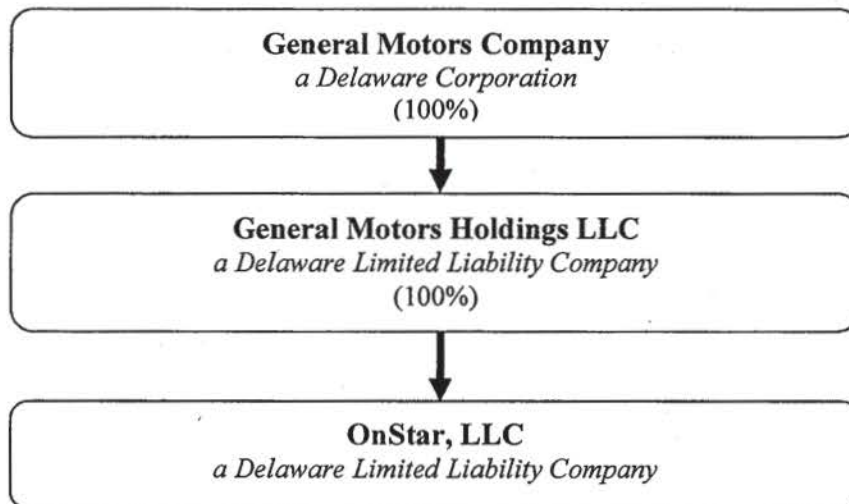 General Motors Company
a Delaware Corporation
(100%)
General Motors Holdings LLC
a Delaware Limited Liability Company
(100%)
OnStar, LLC
a Delaware Limited Liability Company